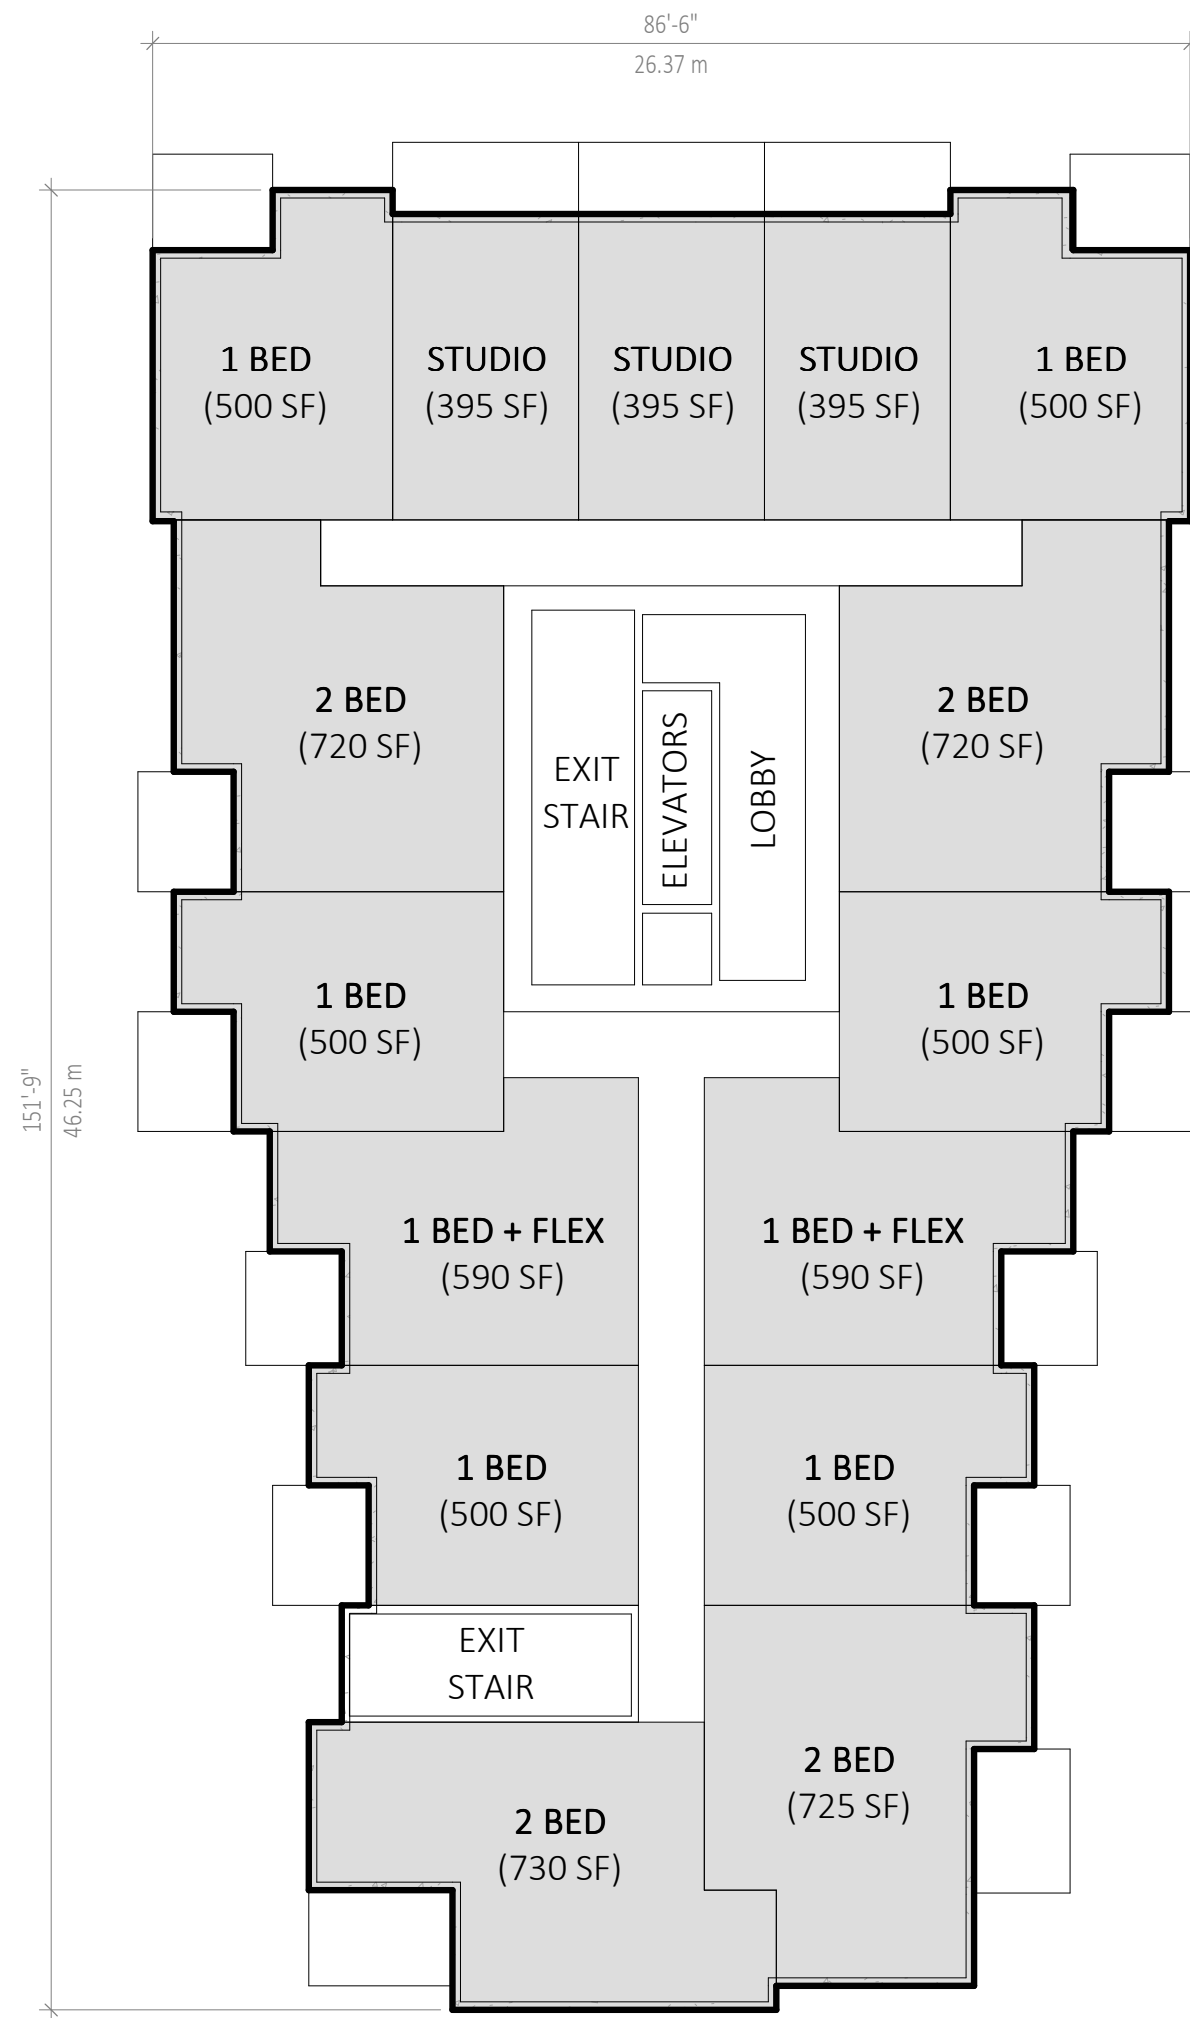 86'-6"
26.37 m
1 BED
(500 SF)
STUDIO
(395 SF)
STUDIO
(395 SF)
STUDIO
(395 SF)
1 BED
(500 SF)
2 BED
(720 SF)
EXIT
STAIR
ELEVATORS
LOBBY
2 BED
(720 SF)
1 BED
(500 SF)
1 BED
(500 SF)
151'-9"
46.25 m
1 BED + FLEX
(590 SF)
1 BED + FLEX
(590 SF)
1 BED
(500 SF)
1 BED
(500 SF)
EXIT
STAIR
2 BED
(725 SF)
2 BED
(730 SF)